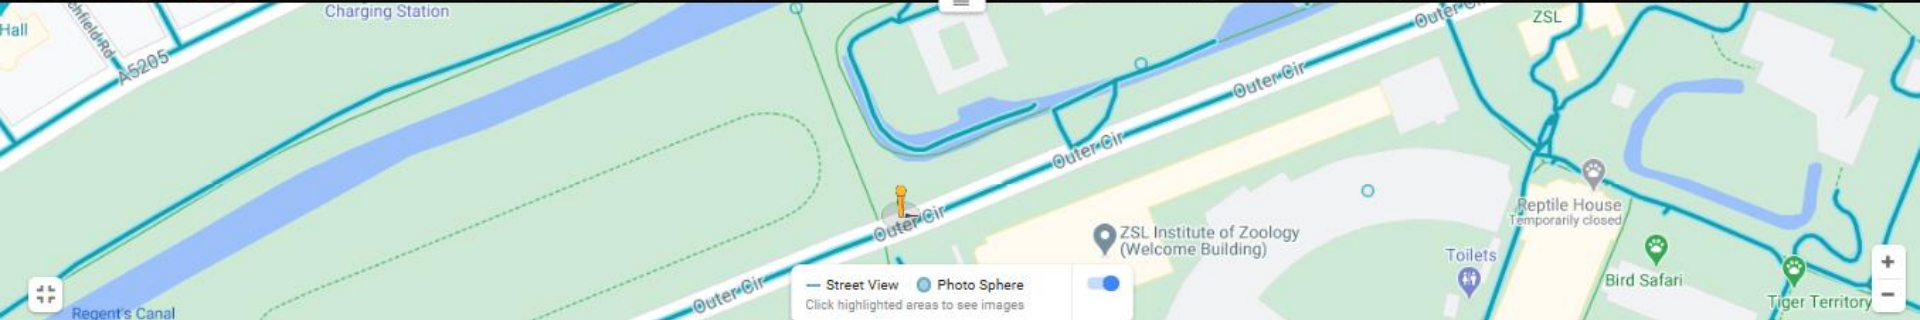 Charging Station
Hall
chfield Rd
A5205
Outer Cir
ZSL
Outer Cir
Outer Cir
Outer Cir
Outer Cir
ZSL Institute of Zoology
(Welcome Building)
Reptile House
Temporarily closed
Toilets
Bird Safari
Tiger Territory
Regent's Canal
Street View
Photo Sphere
Click highlighted areas to see images
+
−